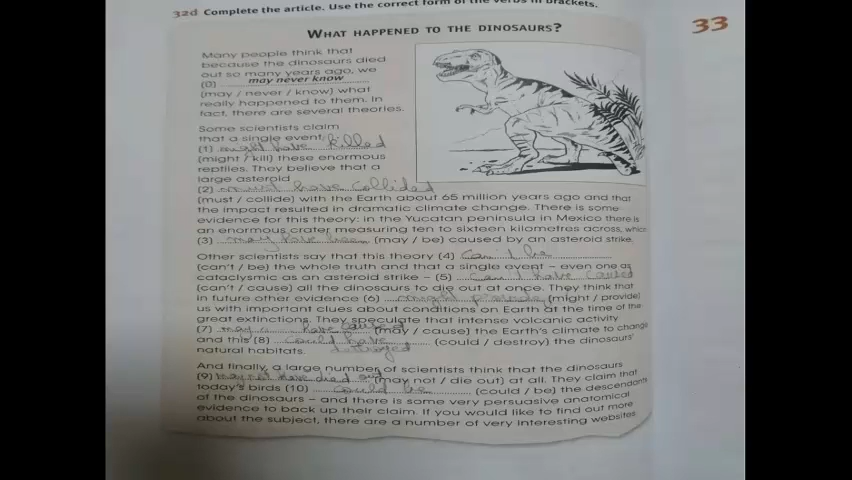 32d Complete the article. Use the correct form of the verbs in brackets.
33
WHAT HAPPENED TO THE DINOSAURS?
Many people think that
because the dinosaurs died
out so many years ago, we
(0) may never know
(may / never / know) what
really happened to them. In
fact, there are several theories.
Some scientists claim
that a single event
(1) might have killed
(might / kill) these enormous
reptiles. They believe that a
large asteroid
(2) must have collided
(must / collide) with the Earth about 65 million years ago and that
the impact resulted in dramatic climate change. There is some
evidence for this theory: in the Yucatan peninsula in Mexico there is
an enormous crater measuring ten to sixteen kilometres across, which
(3) may have been (may / be) caused by an asteroid strike.
Other scientists say that this theory (4) can't be
(can't / be) the whole truth and that a single event – even one as
cataclysmic as an asteroid strike – (5) can't have caused
(can't / cause) all the dinosaurs to die out at once. They think that
in future other evidence (6) might provide (might / provide)
us with important clues about conditions on Earth at the time of the
great extinctions. They speculate that intense volcanic activity
(7) may have caused (may / cause) the Earth's climate to change
and this (8) could have destroyed (could / destroy) the dinosaurs'
natural habitats.
And finally, a large number of scientists think that the dinosaurs
(9) may not have died out (may not / die out) at all. They claim that
today's birds (10) could be (could / be) the descendants
of the dinosaurs – and there is some very persuasive anatomical
evidence to back up their claim. If you would like to find out more
about the subject, there are a number of very interesting websites